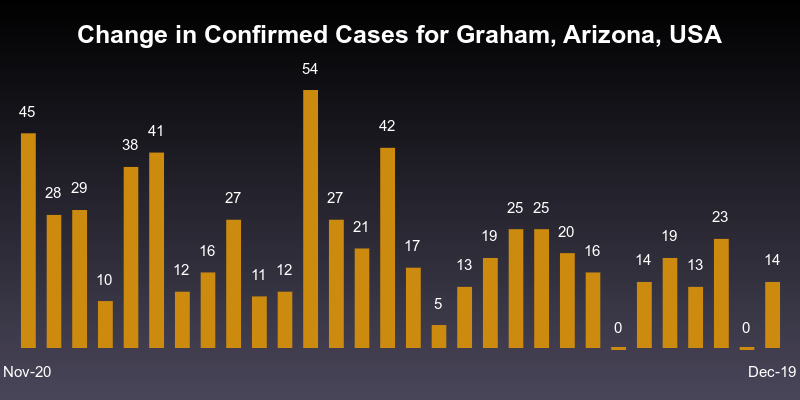 Change in Confirmed Cases for Graham, Arizona, USA
45 28 29 10 38 41 12 16 27 11 12 54 27 21 42 17 5 13 19 25 25 20 16 0 14 19 13 23 0 14
Nov-20 Dec-19